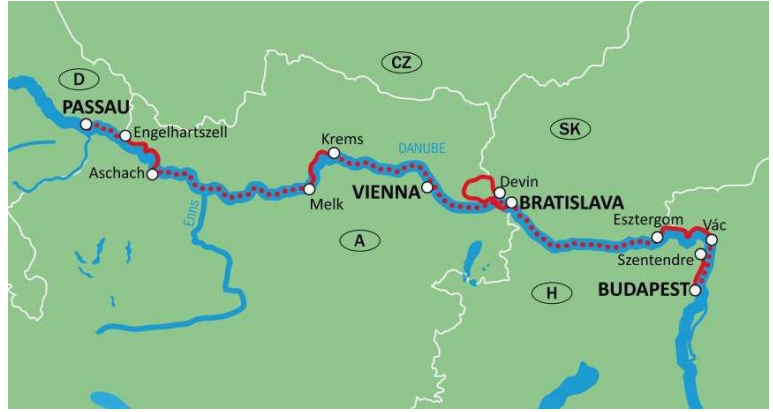 CZ
D
PASSAU
Engelhartszell
Aschach
Krems
DANUBE
SK
Devin
VIENNA
Melk
BRATISLAVA
Enns
A
Esztergom
Vác
Szentendre
H
BUDAPEST